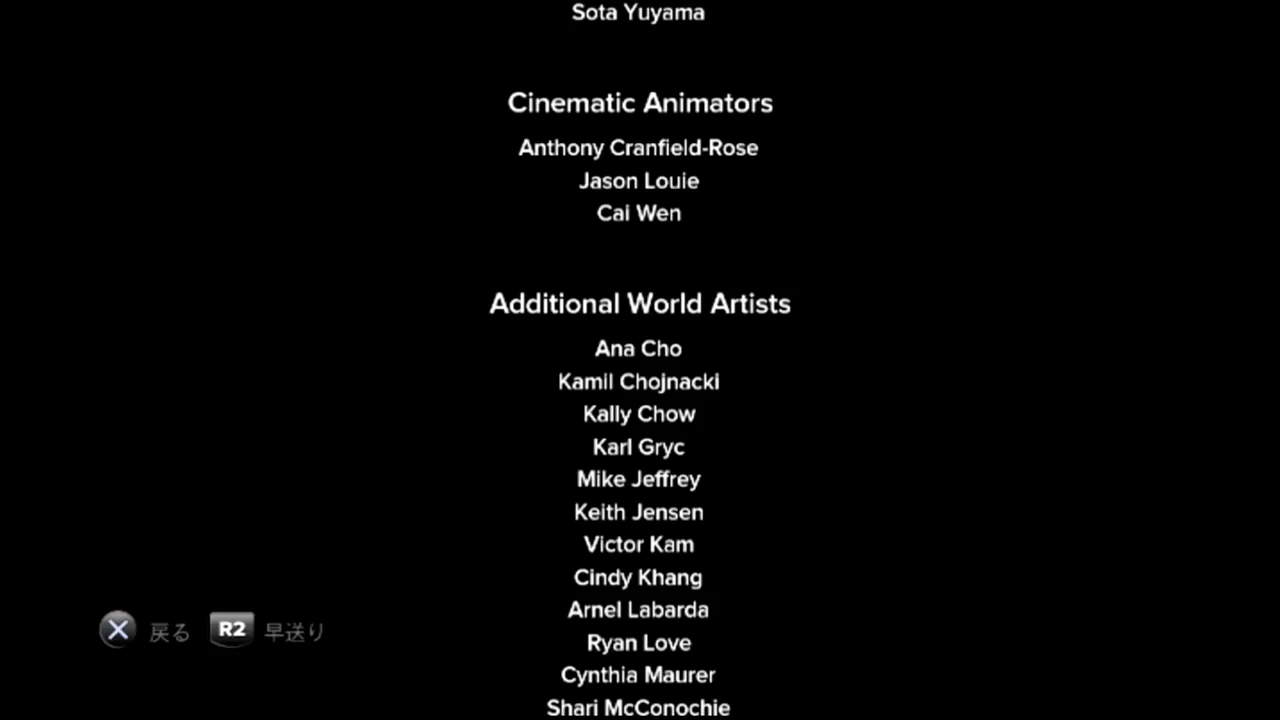 Sota Yuyama
Cinematic Animators
Anthony Cranfield-Rose
Jason Louie
Cai Wen
Additional World Artists
Ana Cho
Kamil Chojnacki
Kally Chow
Karl Gryc
Mike Jeffrey
Keith Jensen
Victor Kam
Cindy Khang
Arnel Labarda
Ryan Love
Cynthia Maurer
Shari McConochie
戻る R2 早送り